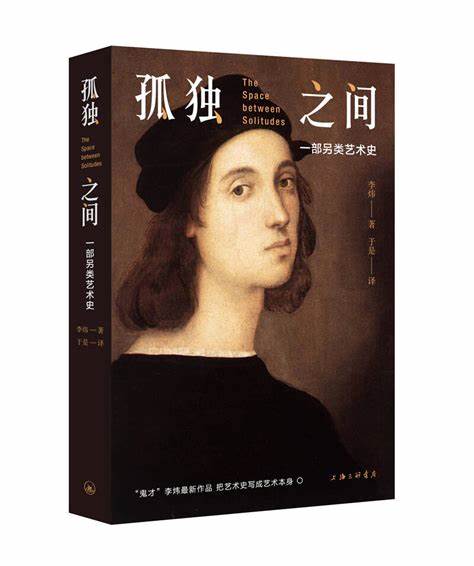 孤独
The
Space
between
Solitudes
之间
一部另类艺术史
李炜——著
于是——译
"鬼才"李炜最新作品 把艺术史写成艺术本身
上海三联书店
孤独
The
Space
between
Solitudes
之间
一部另类艺术史
李炜—著
于是—译